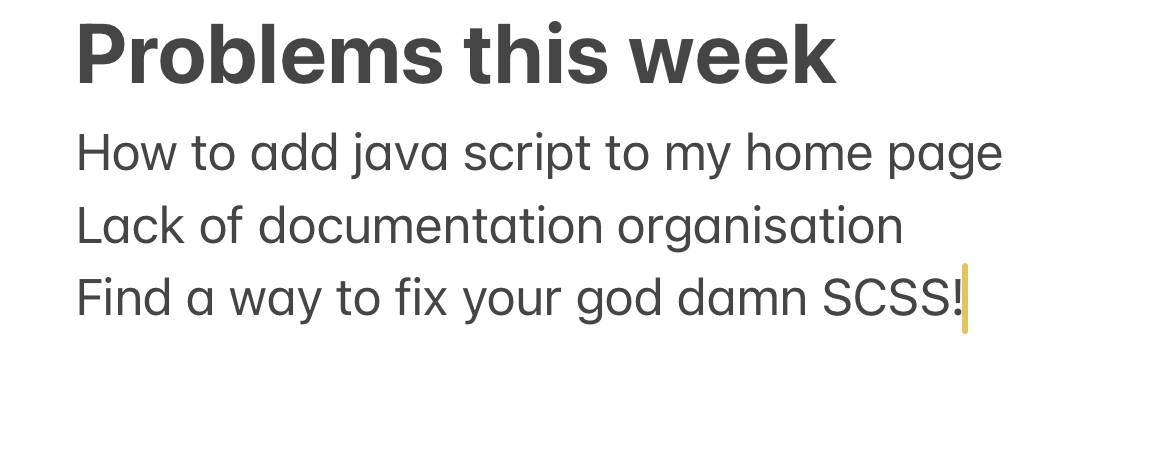 Problems this week
How to add java script to my home page
Lack of documentation organisation
Find a way to fix your god damn SCSS!